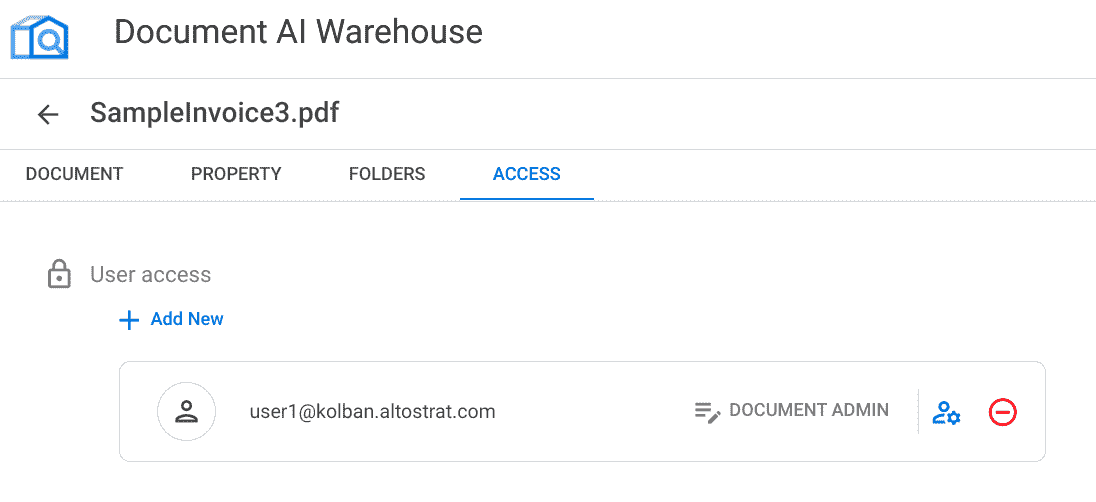 Document AI Warehouse
SampleInvoice3.pdf
DOCUMENT PROPERTY FOLDERS ACCESS
User access
Add New
user1@kolban.altostrat.com DOCUMENT ADMIN